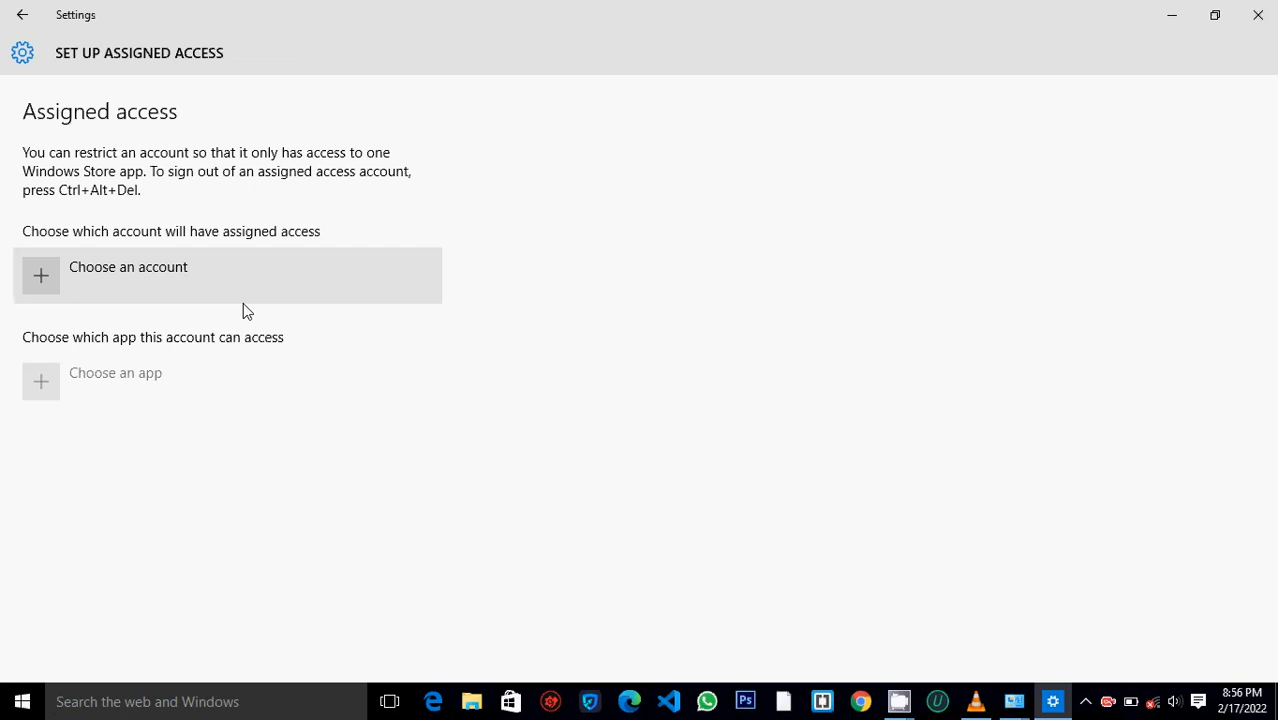 Settings
SET UP ASSIGNED ACCESS
Assigned access
You can restrict an account so that it only has access to one
Windows Store app. To sign out of an assigned access account,
press Ctrl+Alt+Del.
Choose which account will have assigned access
Choose an account
Choose which app this account can access
Choose an app
Search the web and Windows
Ps
U
8:56 PM
2/17/2022